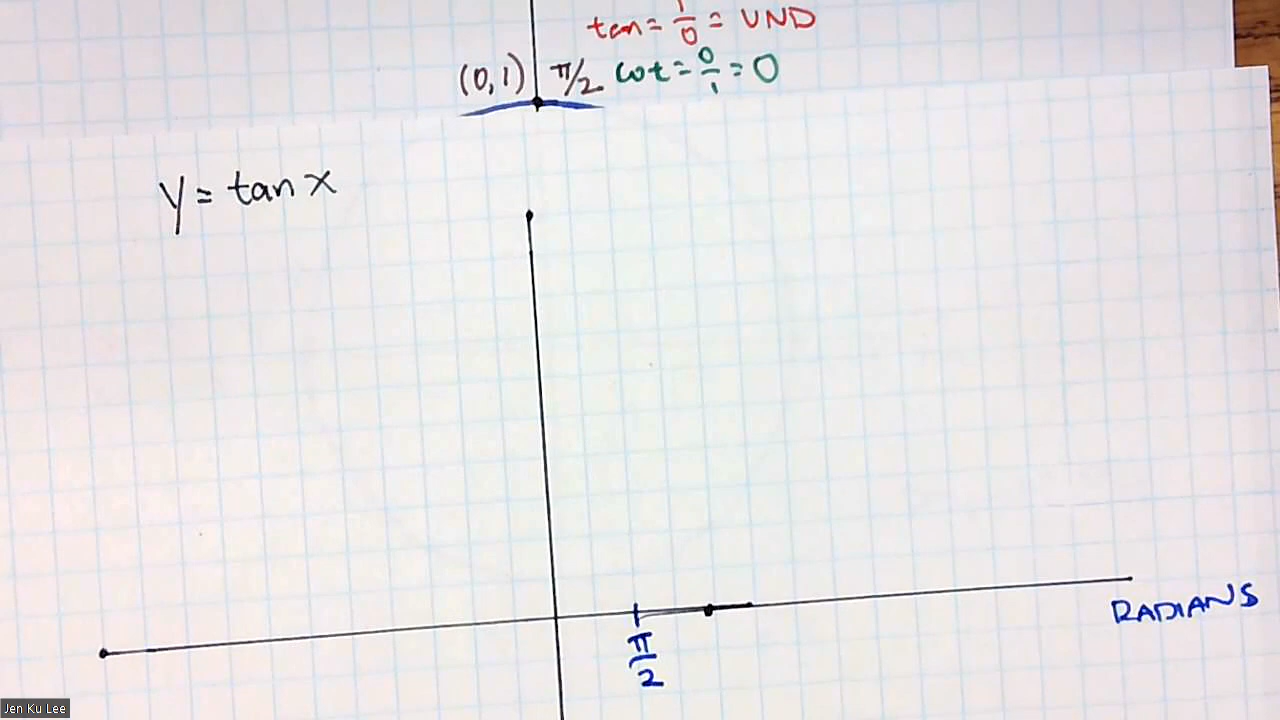 tan = 1/0 = UND
(0,1) π/2 cot = 0/1 = 0
y = tan x
RADIANS
π/2
Jen Ku Lee